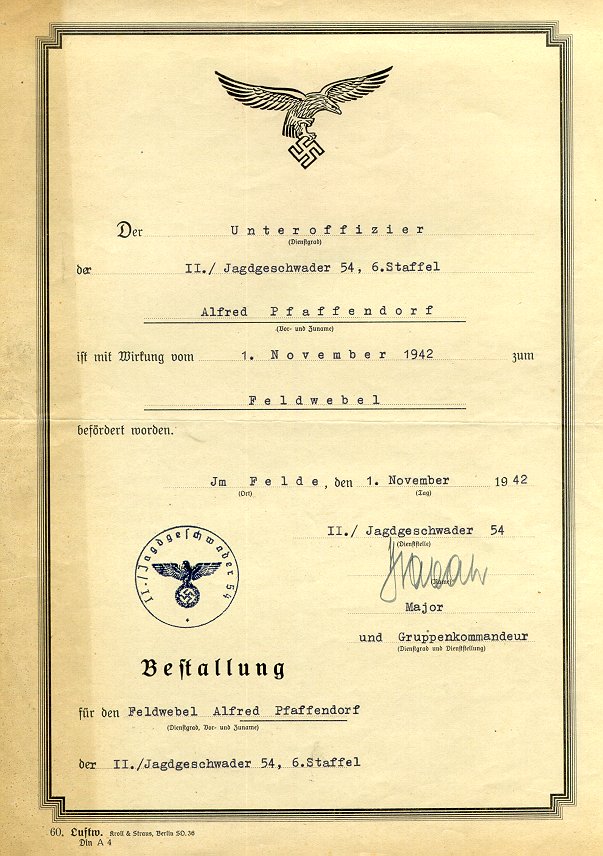 Der Unteroffizier
(Dienstgrad)
der II./ Jagdgeschwader 54, 6.Staffel
Alfred Pfaffendorf
(Vor- und Zuname)
ist mit Wirkung vom 1. November 1942 zum
Feldwebel
befördert worden.
Jm Felde, den 1. November 1942
(Ort) (Tag)
II./ Jagdgeschwader 54
(Dienststelle)
(Name)
Major
und Gruppenkommandeur
(Dienstgrad und Dienststellung)
II./Jagdgeschwader 54
Bestallung
für den Feldwebel Alfred Pfaffendorf
(Dienstgrad, Vor- und Zuname)
der II./Jagdgeschwader 54, 6.Staffel
60. Luftw. Kroll & Straus, Berlin SO. 36
Din A 4